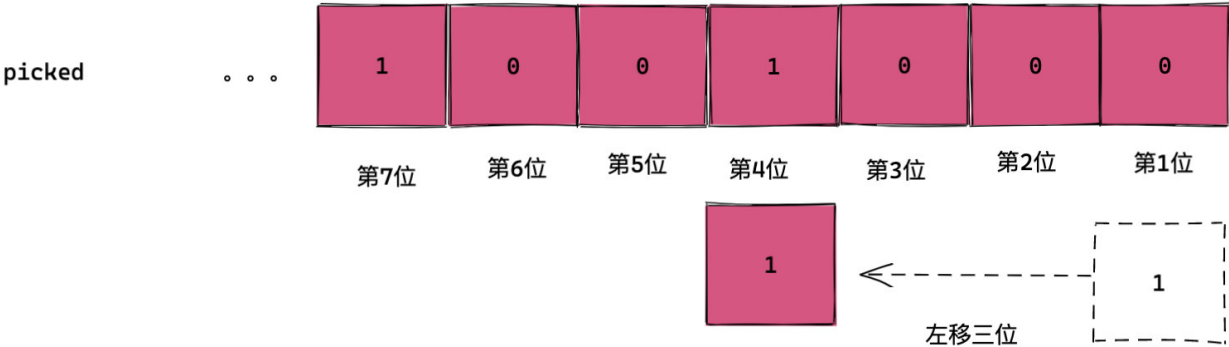 picked 。。。 1 0 0 1 0 0 0
第7位 第6位 第5位 第4位 第3位 第2位 第1位
1 1
左移三位